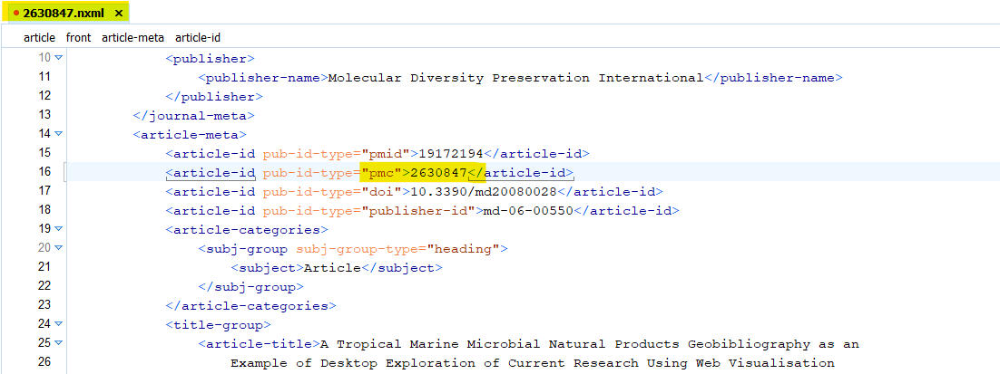 2630847.nxml ×
article front article-meta article-id
10 <publisher>
11 <publisher-name>Molecular Diversity Preservation International</publisher-name>
12 </publisher>
13 </journal-meta>
14 <article-meta>
15 <article-id pub-id-type="pmid">19172194</article-id>
16 <article-id pub-id-type="pmc">2630847</article-id>
17 <article-id pub-id-type="doi">10.3390/md20080028</article-id>
18 <article-id pub-id-type="publisher-id">md-06-00550</article-id>
19 <article-categories>
20 <subj-group subj-group-type="heading">
21 <subject>Article</subject>
22 </subj-group>
23 </article-categories>
24 <title-group>
25 <article-title>A Tropical Marine Microbial Natural Products Geobibliography as an
26 Example of Desktop Exploration of Current Research Using Web Visualisation